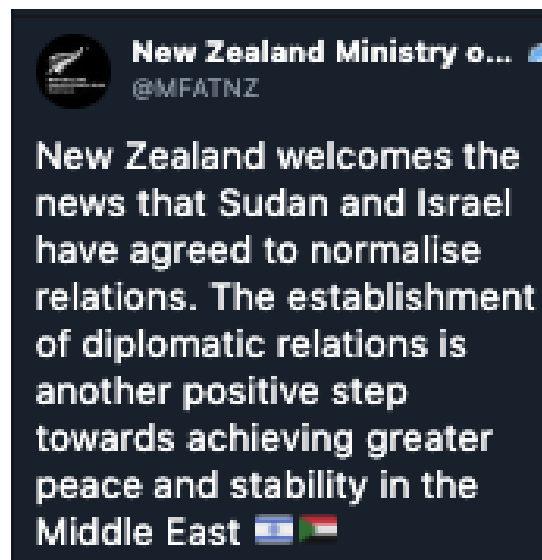 New Zealand Ministry o...
@MFATNZ
New Zealand welcomes the
news that Sudan and Israel
have agreed to normalise
relations. The establishment
of diplomatic relations is
another positive step
towards achieving greater
peace and stability in the
Middle East 🇮🇱🇸🇩